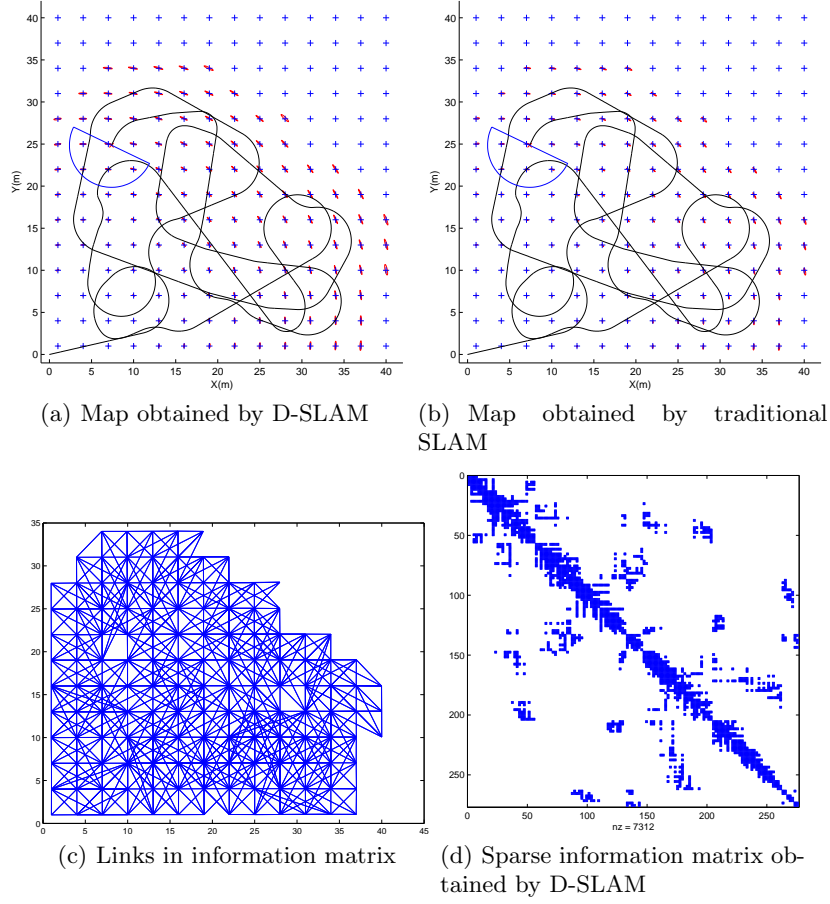 40
35
30
25
20
15
10
5
0
Y(m)
0 5 10 15 20 25 30 35 40
X(m)
40
35
30
25
20
15
10
5
0
Y(m)
0 5 10 15 20 25 30 35 40
X(m)
(a) Map obtained by D-SLAM
(b) Map obtained by traditional
SLAM
35
30
25
20
15
10
5
0
0 5 10 15 20 25 30 35 40 45
0
50
100
150
200
250
0 50 100 150 200 250
nz = 7312
(c) Links in information matrix
(d) Sparse information matrix ob-
tained by D-SLAM